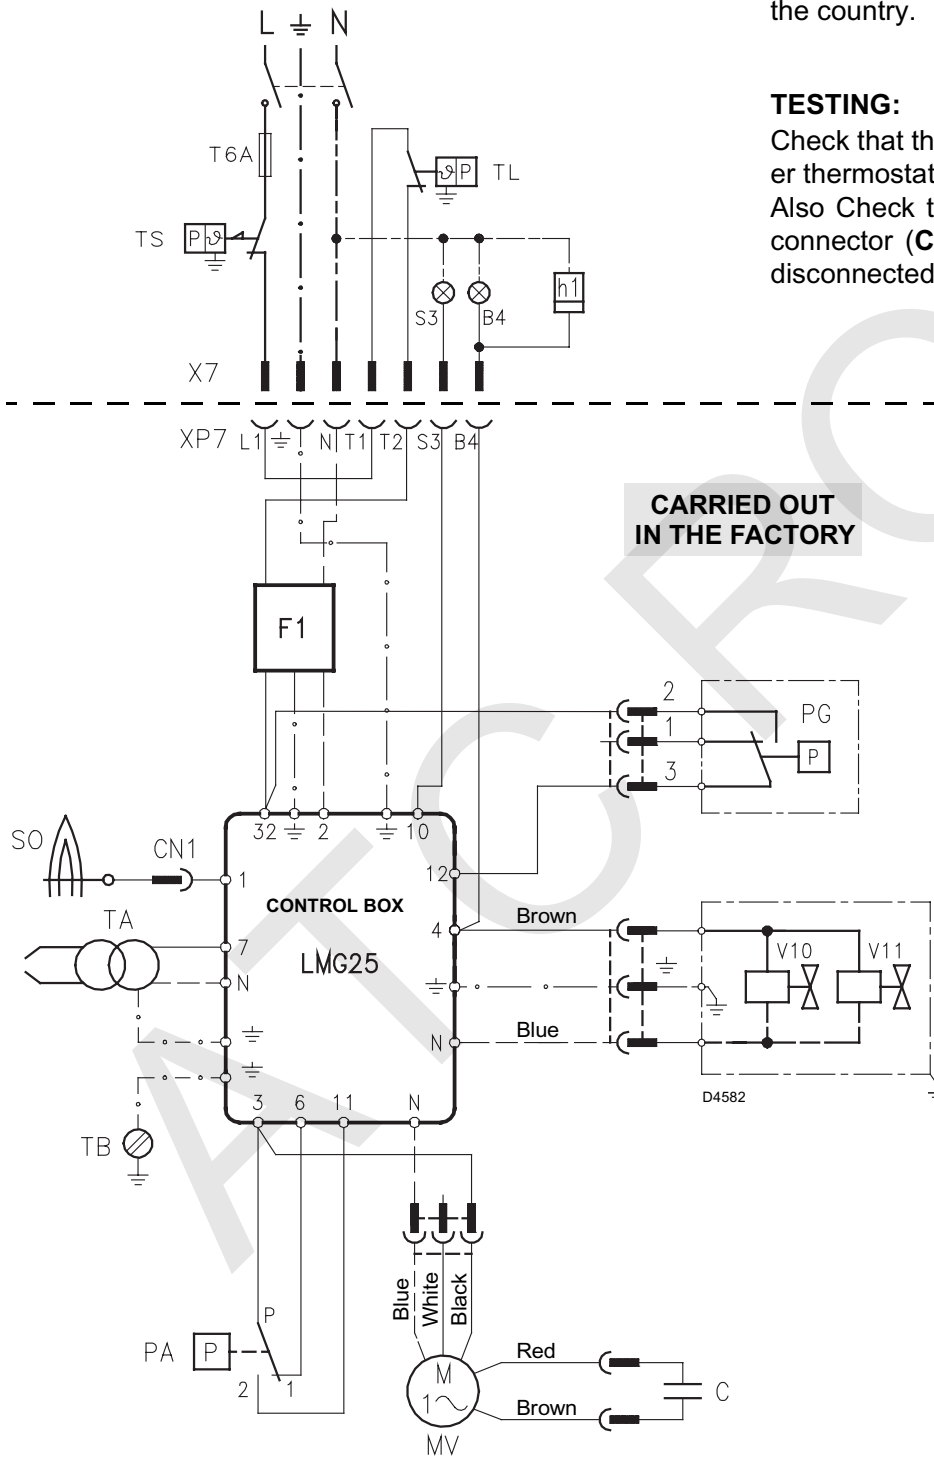 the country.
L ⏚ N
TESTING:
Check that th
er thermostat
Also Check t
connector (C
disconnected
T6A
ϑ P TL
TS P ϑ
h1
S3 B4
X7
XP7 L1 ⏚ N T1 T2 S3 B4
CARRIED OUT
IN THE FACTORY
F1
2
PG
1
P
3
32 ⏚ 2 ⏚ 10
SO
CN1
1
12
CONTROL BOX
Brown
TA
4
7
LMG25
V10 V11
N
⏚
Blue
N
D4582
3 6 11 N
TB
Blue
White
Black
P
PA P
2 1
Red
M
1~
C
Brown
MV
ATC RO